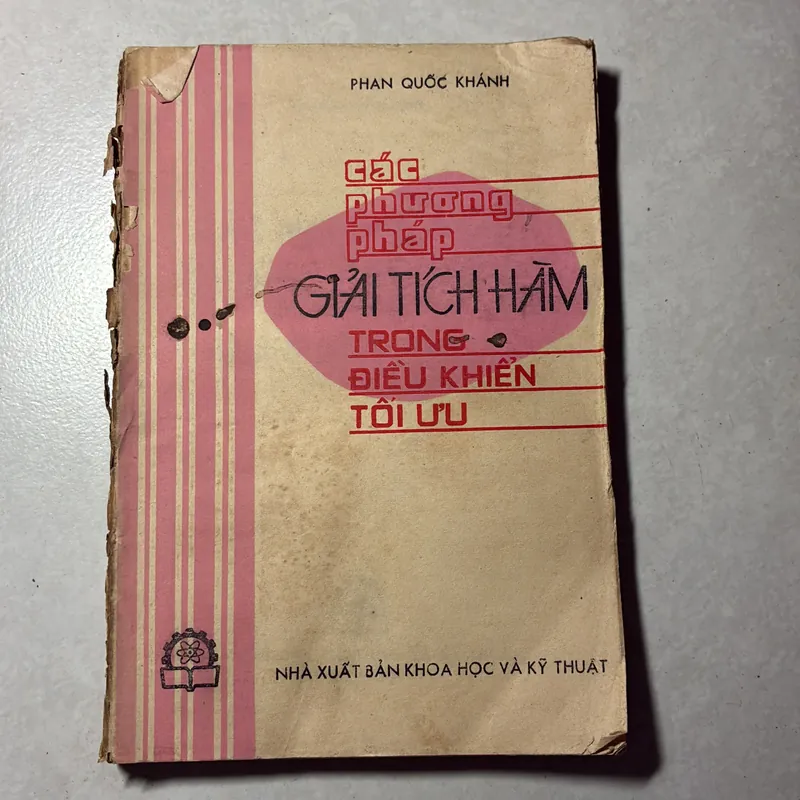 PHAN QUỐC KHÁNH
các
phương
pháp
GIẢI TÍCH HÀM
TRONG
ĐIỀU KHIỂN
TỐI ƯU
NHÀ XUẤT BẢN KHOA HỌC VÀ KỸ THUẬT